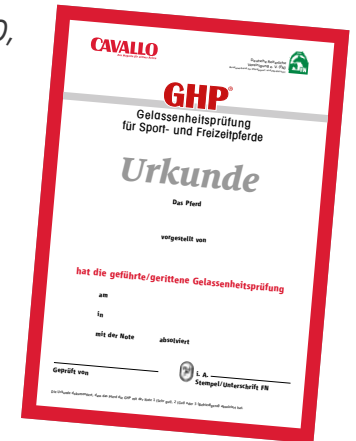 O,
CAVALLO
GHP®
Gelassenheitsprüfung
für Sport- und Freizeitpferde
Urkunde
Das Pferd
vorgestellt von
hat die geführte/gerittene Gelassenheitsprüfung
am
in
mit der Note absolviert
Geprüft von
i. A.
Stempel/Unterschrift FN